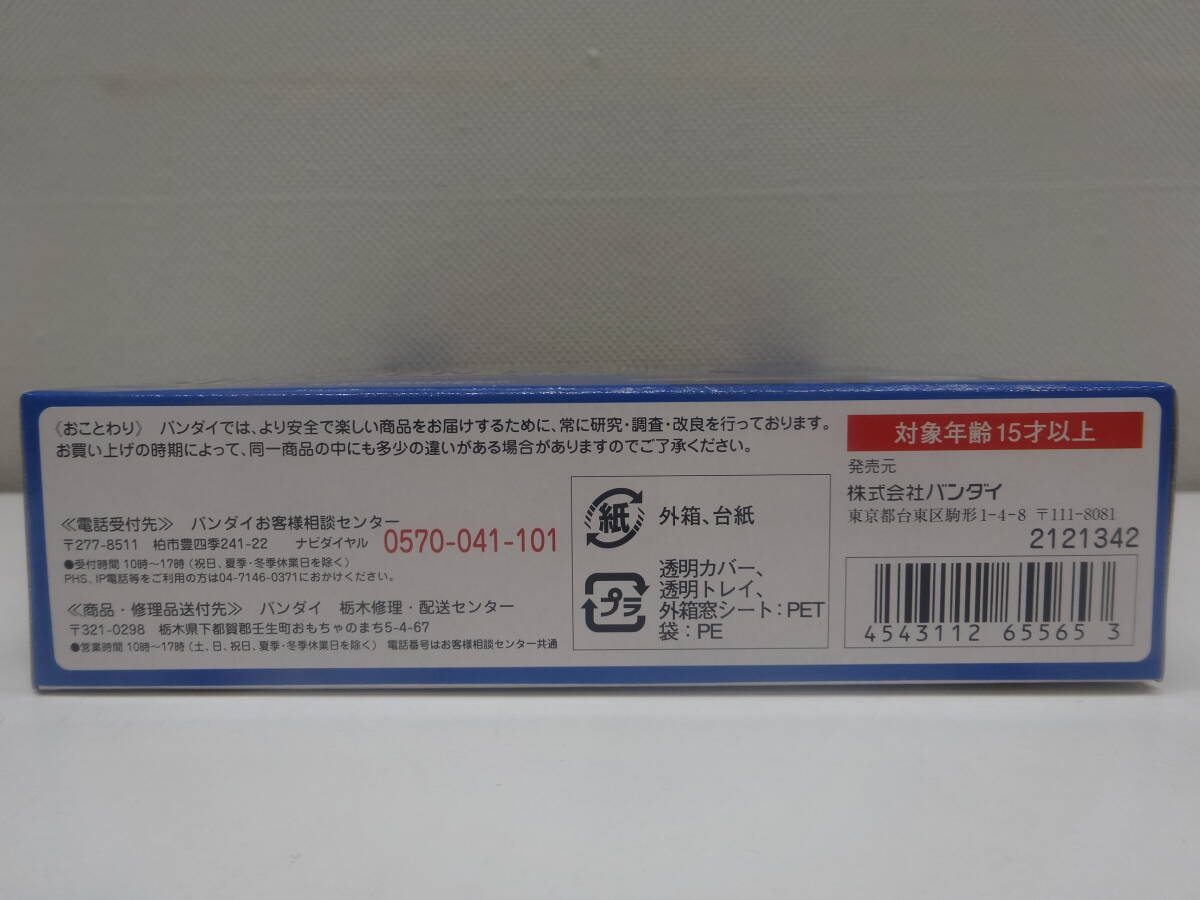 《おことわり》 バンダイでは、より安全で楽しい商品をお届けするために、常に研究・調査・改良を行っております。
お買い上げの時期によって、同一商品の中にも多少の違いがある場合がありますのでご了承ください。
≪電話受付先≫ バンダイお客様相談センター
〒277-8511 柏市豊四季241-22 ナビダイヤル 0570-041-101
●受付時間 10時〜17時（祝日、夏季・冬季休業日を除く）
PHS、IP電話等をご利用の方は04-7146-0371におかけください。
≪商品・修理品送付先≫ バンダイ 栃木修理・配送センター
〒321-0298 栃木県下都賀郡壬生町おもちゃのまち5-4-67
●営業時間 10時〜17時（土、日、祝日、夏季・冬季休業日を除く） 電話番号はお客様相談センター共通
紙 外箱、台紙
プラ 透明カバー、
透明トレイ、
外箱窓シート：PET
袋：PE
対象年齢15才以上
発売元
株式会社バンダイ
東京都台東区駒形1-4-8 〒111-8081
2121342
4543112 65565 3